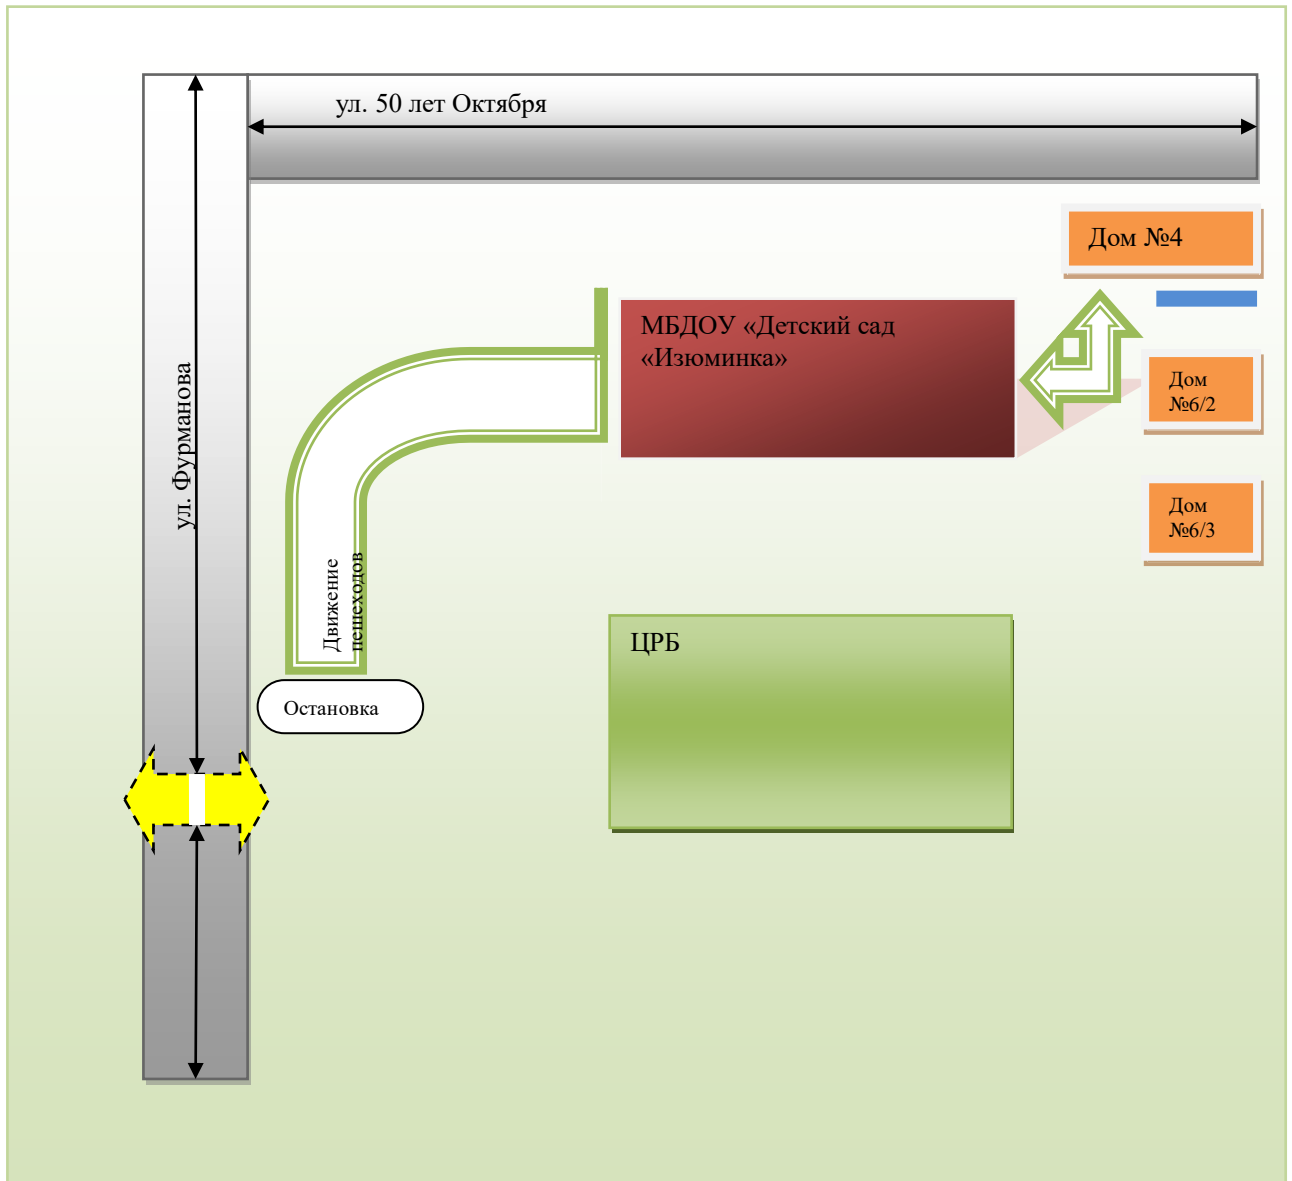 ул. 50 лет Октября
Дом №4
МБДОУ «Детский сад
«Изюминка»
Дом
№6/2
ул. Фурманова
Дом
№6/3
Движение
пешеходов
ЦРБ
Остановка